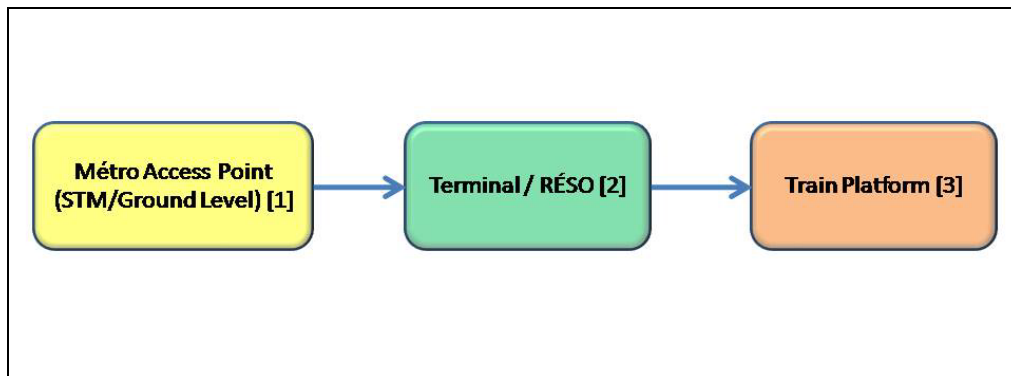 Métro Access Point
(STM/Ground Level) [1]
Terminal / RÉSO [2]
Train Platform [3]